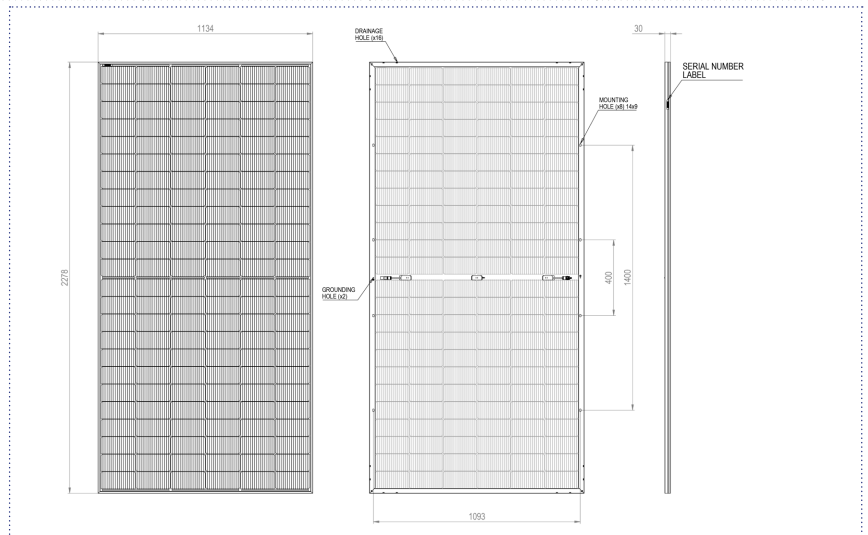 1134
DRAINAGE
HOLE (x16)
30
SERIAL NUMBER
LABEL
MOUNTING
HOLE (x8) 14x9
2278
GROUNDING
HOLE (x2)
400
1400
1093